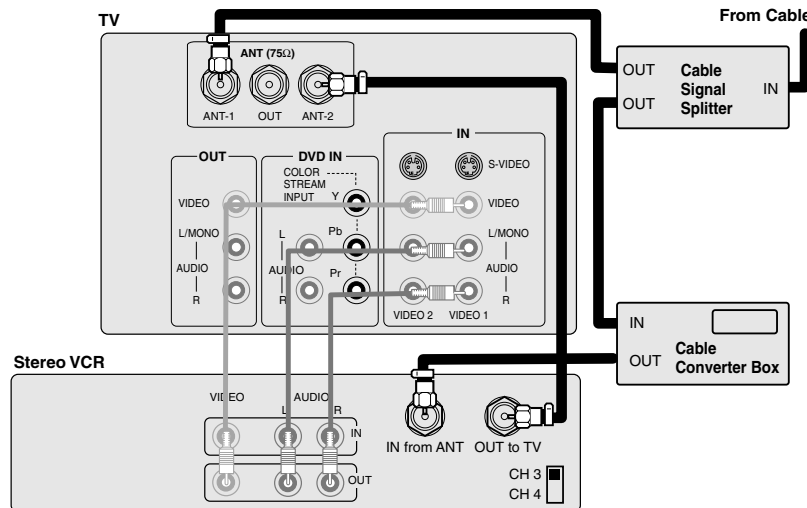 From Cable
TV
ANT (75Ω)
ANT-1 OUT ANT-2
OUT Cable
Signal IN
OUT Splitter
IN
OUT DVD IN
S-VIDEO
COLOR
STREAM
INPUT Y
VIDEO VIDEO
L/MONO L Pb L/MONO
AUDIO AUDIO AUDIO
R R Pr R
VIDEO 2 VIDEO 1
IN
OUT Cable
Converter Box
Stereo VCR
VIDEO AUDIO
L R
IN
IN from ANT OUT to TV
OUT
CH 3
CH 4